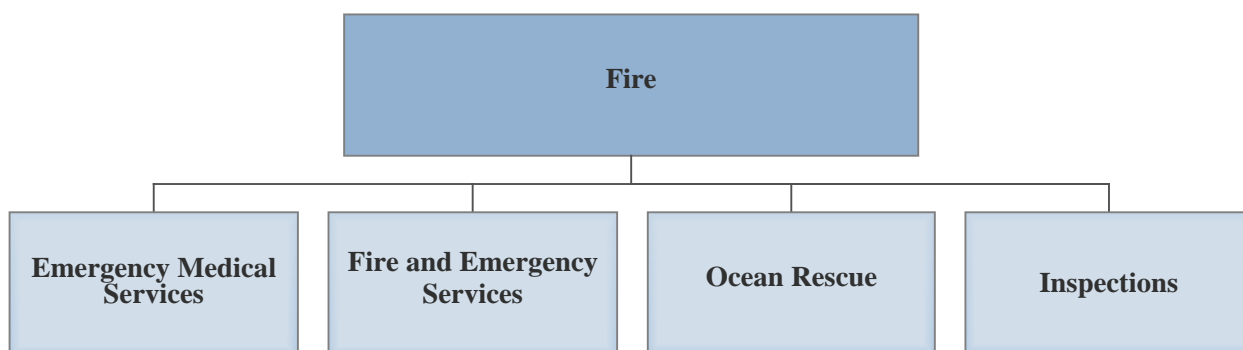 Fire
Emergency Medical
Services
Fire and Emergency
Services
Ocean Rescue
Inspections